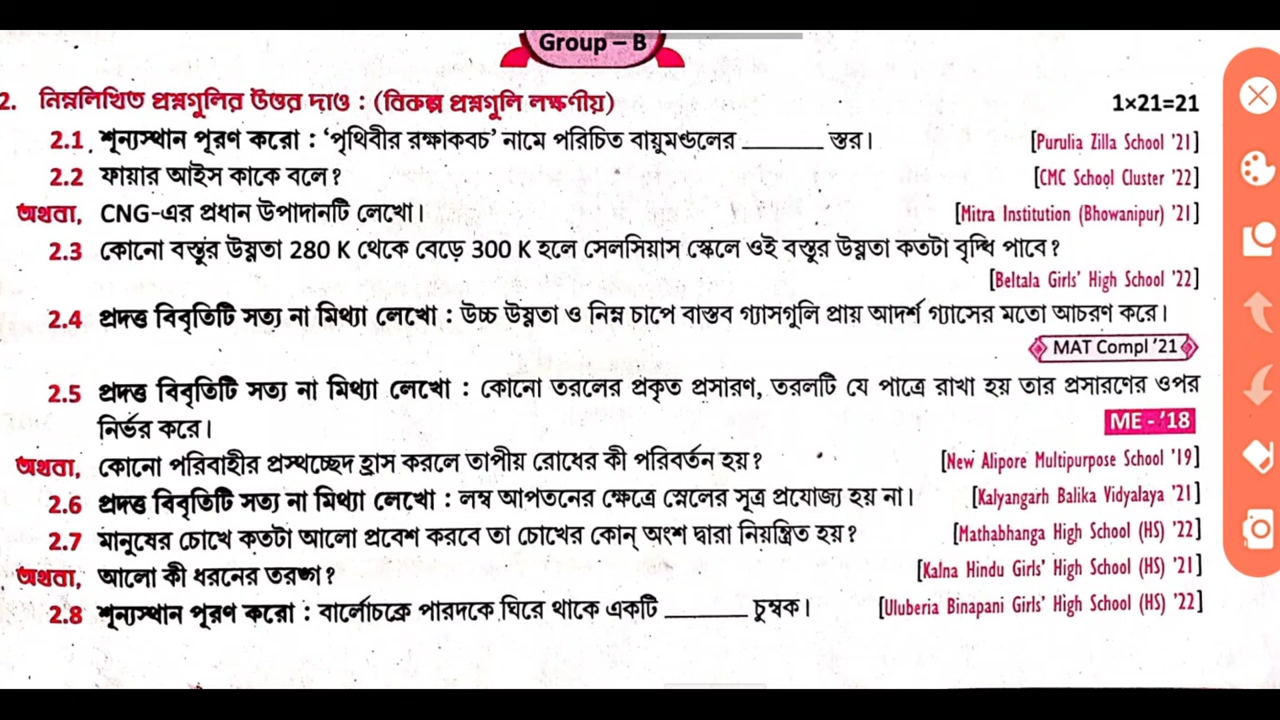 Group – B
2. নিম্নলিখিত প্রশ্নগুলির উত্তর দাও : (বিকল্প প্রশ্নগুলি লক্ষণীয়) 1×21=21
2.1. শূন্যস্থান পূরণ করো : ‘পৃথিবীর রক্ষাকবচ’ নামে পরিচিত বায়ুমণ্ডলের ______ স্তর। [Purulia Zilla School '21]
2.2 ফায়ার আইস কাকে বলে? [CMC School Cluster '22]
অথবা, CNG-এর প্রধান উপাদানটি লেখো। [Mitra Institution (Bhowanipur) '21]
2.3 কোনো বস্তুর উষ্ণতা 280 K থেকে বেড়ে 300 K হলে সেলসিয়াস স্কেলে ওই বস্তুর উষ্ণতা কতটা বৃদ্ধি পাবে?
[Beltala Girls' High School '22]
2.4 প্রদত্ত বিবৃতিটি সত্য না মিথ্যা লেখো : উচ্চ উষ্ণতা ও নিম্ন চাপে বাস্তব গ্যাসগুলি প্রায় আদর্শ গ্যাসের মতো আচরণ করে।
MAT Compl '21
2.5 প্রদত্ত বিবৃতিটি সত্য না মিথ্যা লেখো : কোনো তরলের প্রকৃত প্রসারণ, তরলটি যে পাত্রে রাখা হয় তার প্রসারণের ওপর
নির্ভর করে। ME - '18
অথবা, কোনো পরিবাহীর প্রস্থচ্ছেদ হ্রাস করলে তাপীয় রোধের কী পরিবর্তন হয়? [New Alipore Multipurpose School '19]
2.6 প্রদত্ত বিবৃতিটি সত্য না মিথ্যা লেখো : লম্ব আপতনের ক্ষেত্রে স্নেলের সূত্র প্রযোজ্য হয় না। [Kalyangarh Balika Vidyalaya '21]
2.7 মানুষের চোখে কতটা আলো প্রবেশ করবে তা চোখের কোন্ অংশ দ্বারা নিয়ন্ত্রিত হয়? [Mathabhanga High School (HS) '22]
অথবা, আলো কী ধরনের তরঙ্গ? [Kalna Hindu Girls' High School (HS) '21]
2.8 শূন্যস্থান পূরণ করো : বার্লোচক্রে পারদকে ঘিরে থাকে একটি ______ চুম্বক। [Uluberia Binapani Girls' High School (HS) '22]